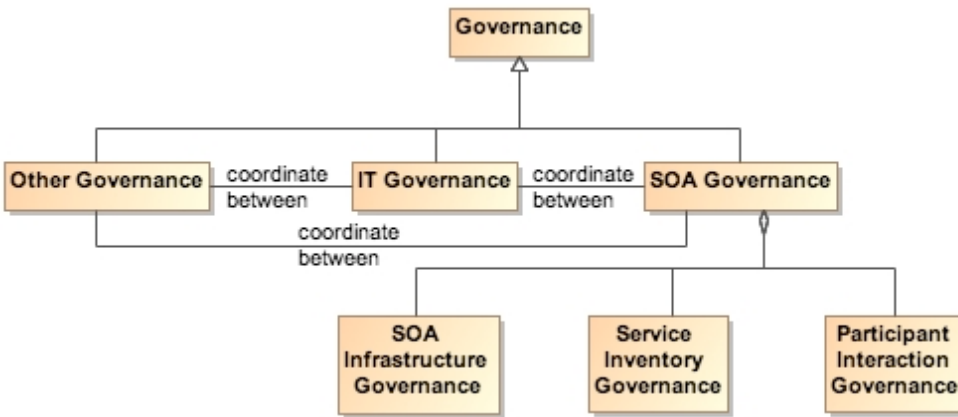 Governance
Other Governance
coordinate
between
IT Governance
coordinate
between
SOA Governance
coordinate
between
SOA
Infrastructure
Governance
Service
Inventory
Governance
Participant
Interaction
Governance